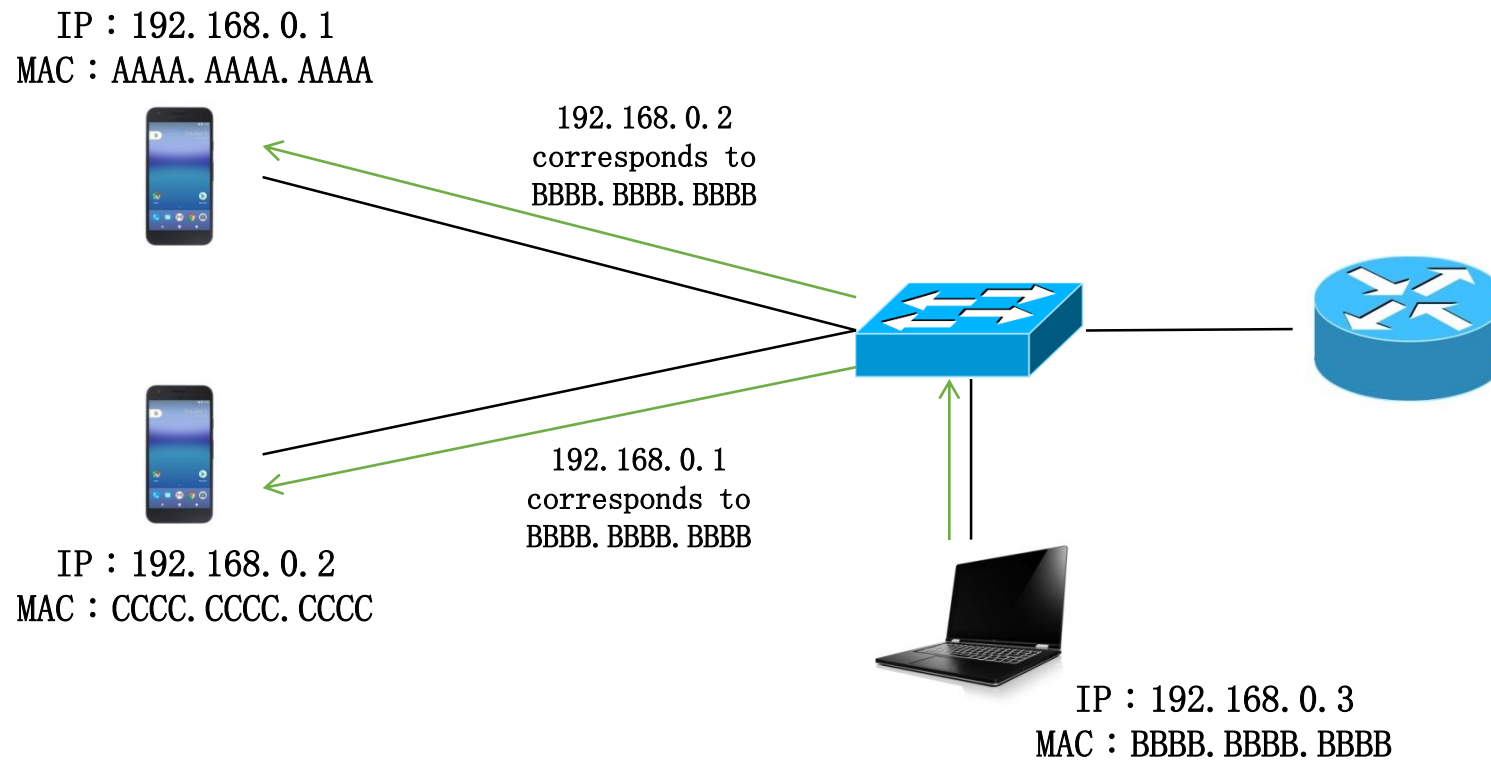 IP：192.168.0.1
MAC：AAAA.AAAA.AAAA
192.168.0.2
corresponds to
BBBB.BBBB.BBBB
192.168.0.1
corresponds to
BBBB.BBBB.BBBB
IP：192.168.0.2
MAC：CCCC.CCCC.CCCC
IP：192.168.0.3
MAC：BBBB.BBBB.BBBB